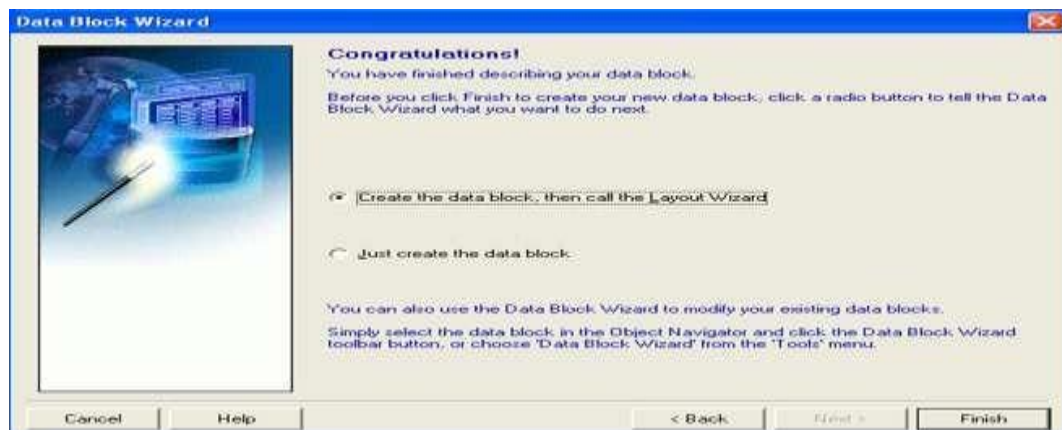 Data Block Wizard
Congratulations!
You have finished describing your data block.
Before you click Finish to create your new data block, click a radio button to tell the Data
Block Wizard what you want to do next.
Create the data block, then call the Layout Wizard
Just create the data block
You can also use the Data Block Wizard to modify your existing data blocks.
Simply select the data block in the Object Navigator and click the Data Block Wizard
toolbar button, or choose 'Data Block Wizard' from the 'Tools' menu.
Cancel Help < Back Next > Finish